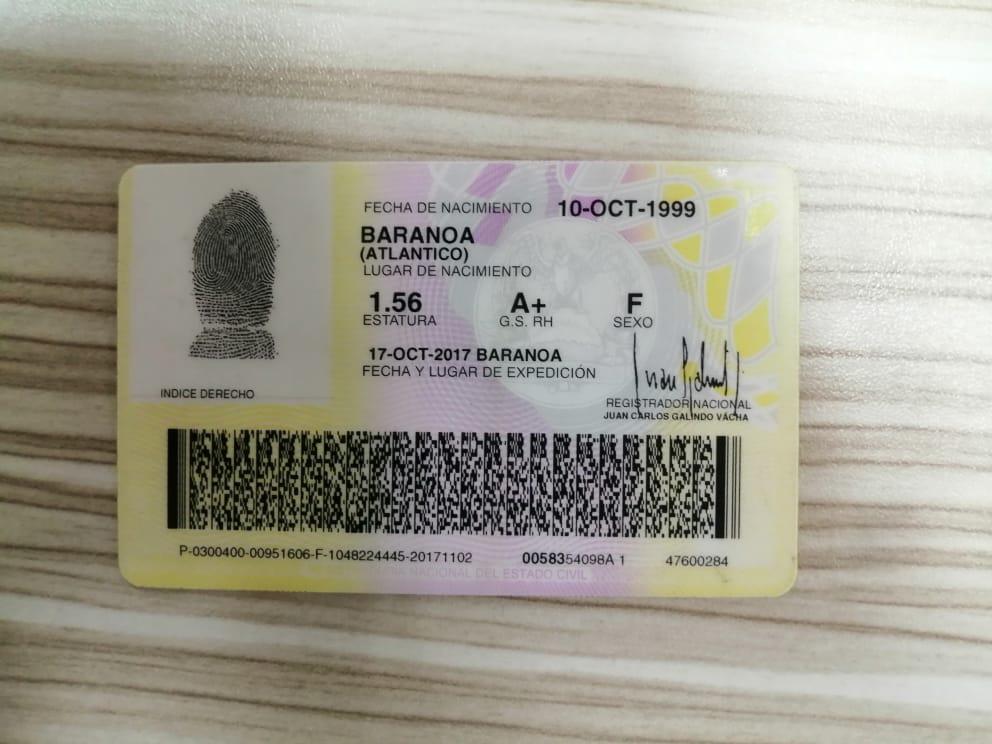 FECHA DE NACIMIENTO 10-OCT-1999
BARANOA
(ATLANTICO)
LUGAR DE NACIMIENTO
1.56 A+ F
ESTATURA G.S. RH SEXO
17-OCT-2017 BARANOA
FECHA Y LUGAR DE EXPEDICIÓN
INDICE DERECHO
REGISTRADOR NACIONAL
JUAN CARLOS GALINDO VÁCHA
P-0300400-00951606-F-1048224445-20171102 0058354098A 1 47600284
NACIONAL DEL ESTADO CIVIL